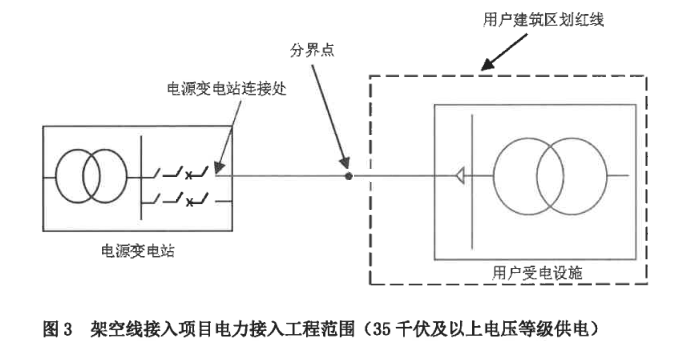 用户建筑区划红线
分界点
电源变电站连接处
电源变电站
用户受电设施
图3 架空线接入项目电力接入工程范围（35千伏及以上电压等级供电）